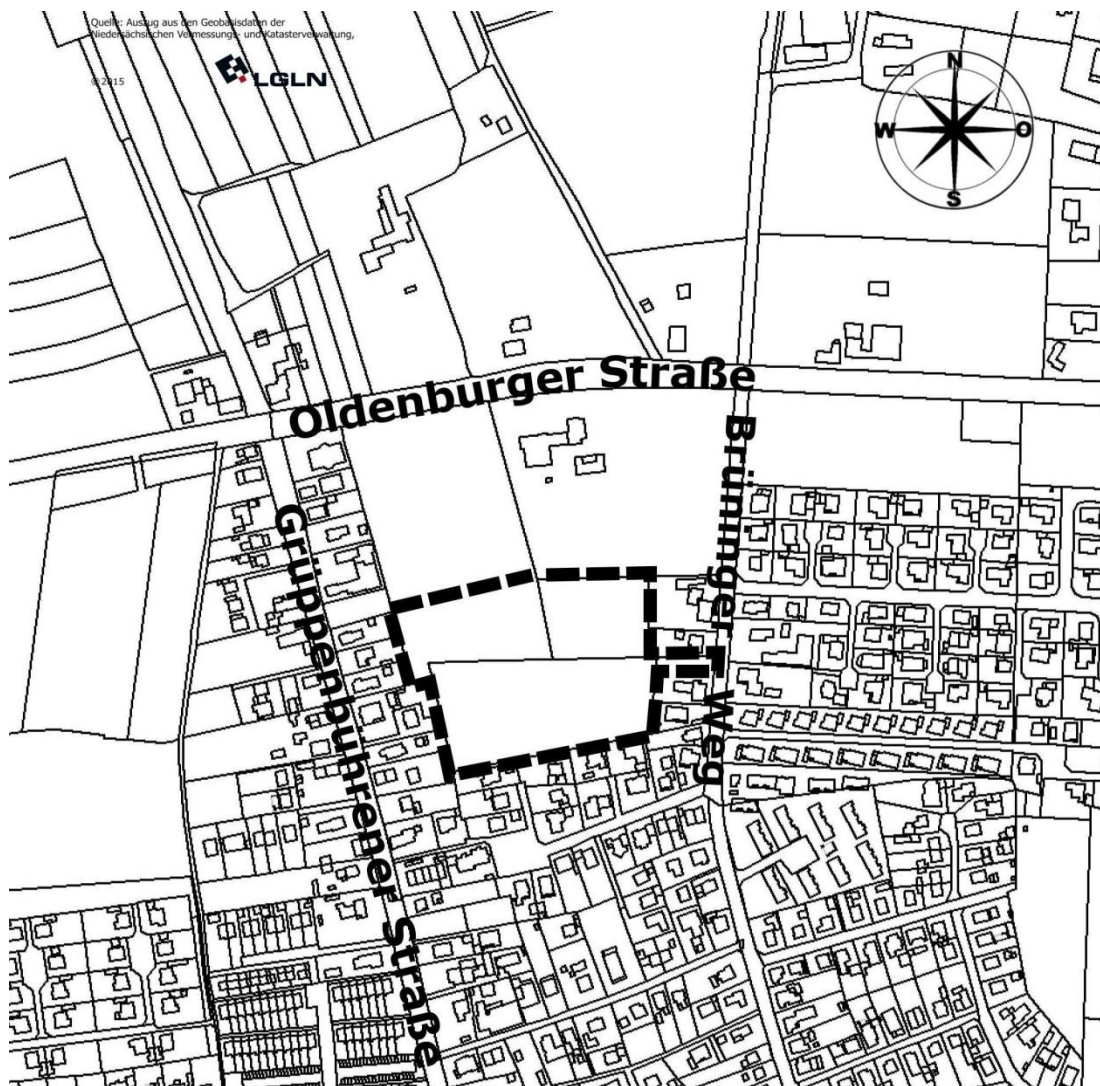 Quelle: Auszug aus den Geobasisdaten der
Niedersächsischen Vermessungs- und Katasterverwaltung,
©2015
LGLN
N
W
O
S
Oldenburger Straße
Brüninger Weg
Grüppenbührener Straße